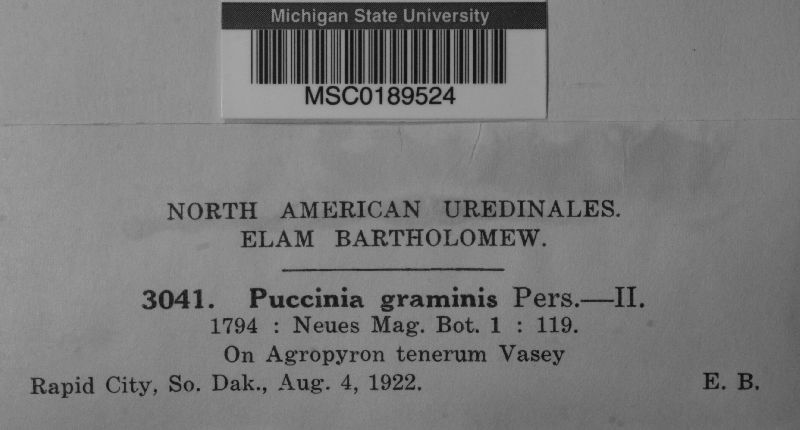 Michigan State University
MSC0189524
NORTH AMERICAN UREDINALES.
ELAM BARTHOLOMEW.
3041. Puccinia graminis Pers.—II.
1794 : Neues Mag. Bot. 1 : 119.
On Agropyron tenerum Vasey
Rapid City, So. Dak., Aug. 4, 1922. E. B.